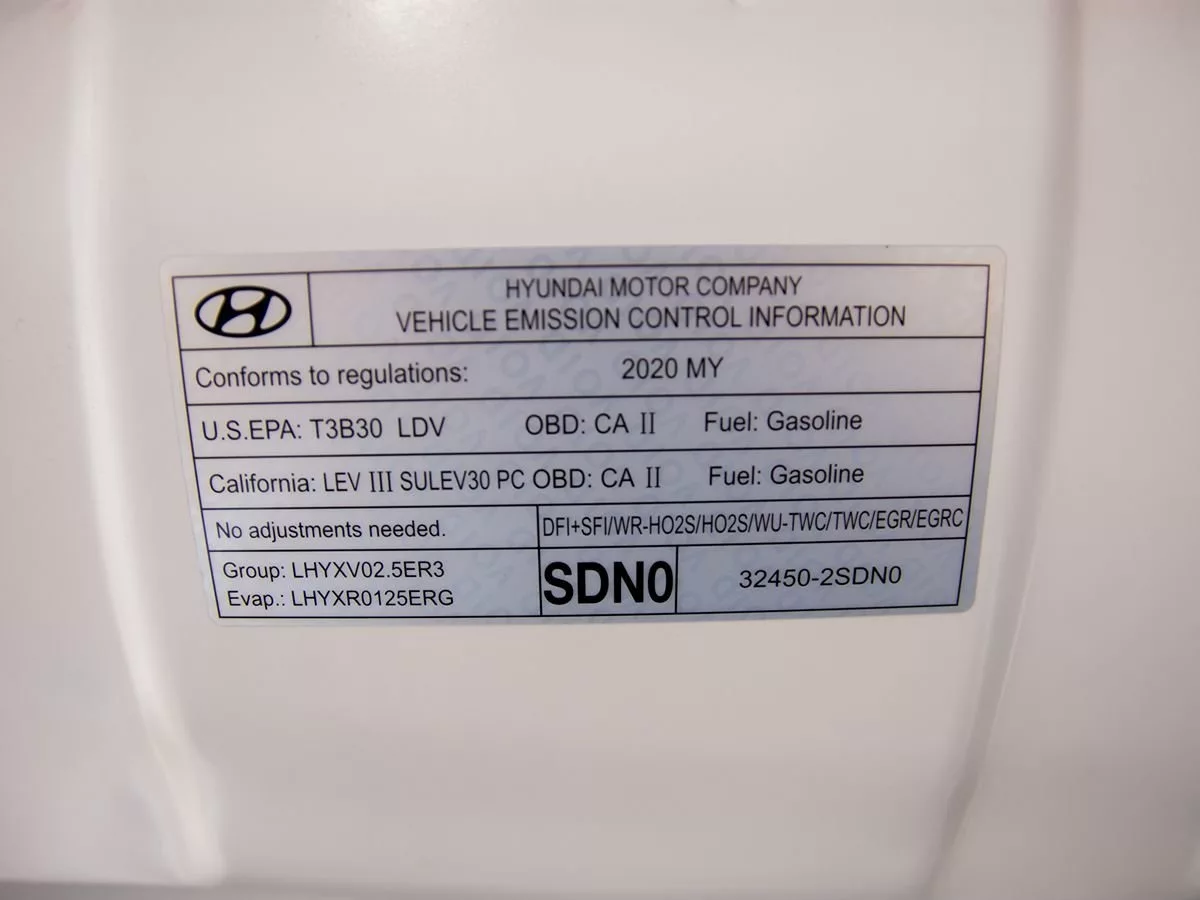 HYUNDAI MOTOR COMPANY
VEHICLE EMISSION CONTROL INFORMATION
Conforms to regulations: 2020 MY
U.S.EPA: T3B30 LDV OBD: CA II Fuel: Gasoline
California: LEV III SULEV30 PC OBD: CA II Fuel: Gasoline
No adjustments needed. DFI+SFI/WR-HO2S/HO2S/WU-TWC/TWC/EGR/EGRC
Group: LHYXV02.5ER3
Evap.: LHYXR0125ERG
SDN0
32450-2SDN0